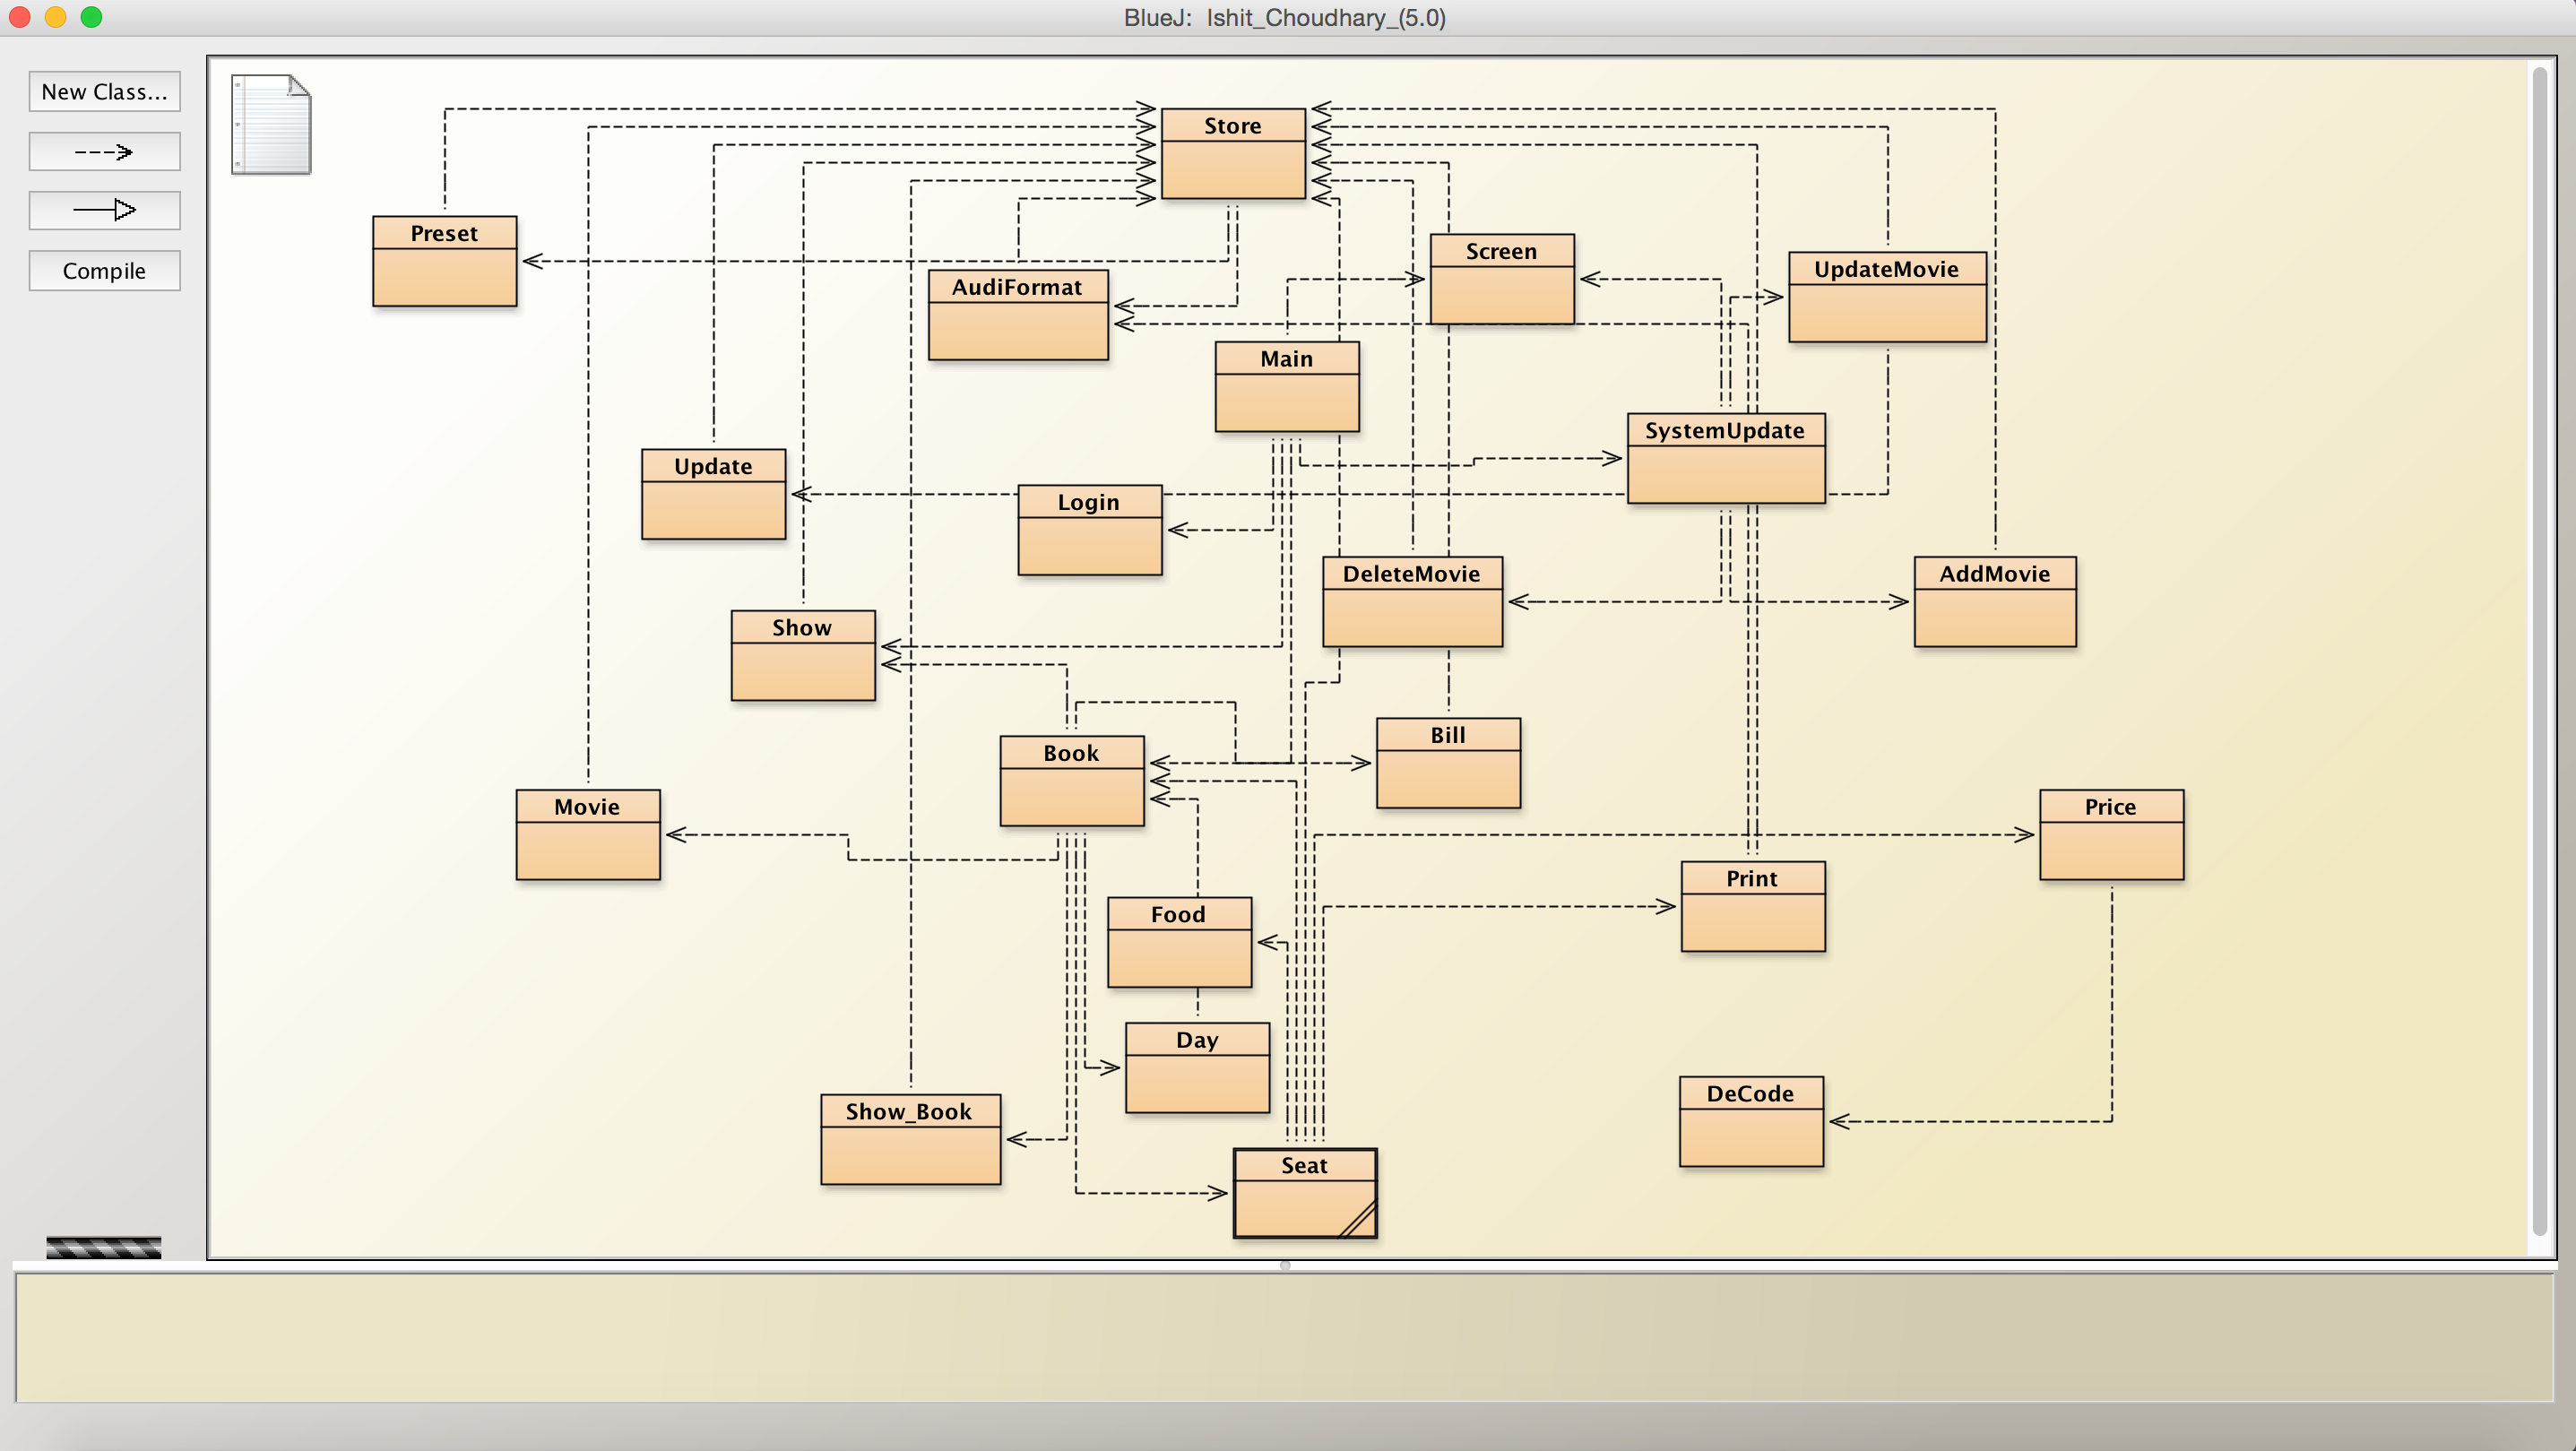 BlueJ:  Ishit_Choudhary_(5.0)
New Class...
Compile
Store
Preset
Screen
UpdateMovie
AudiFormat
Main
SystemUpdate
Update
Login
DeleteMovie
AddMovie
Show
Bill
Book
Movie
Price
Print
Food
Day
DeCode
Show_Book
Seat